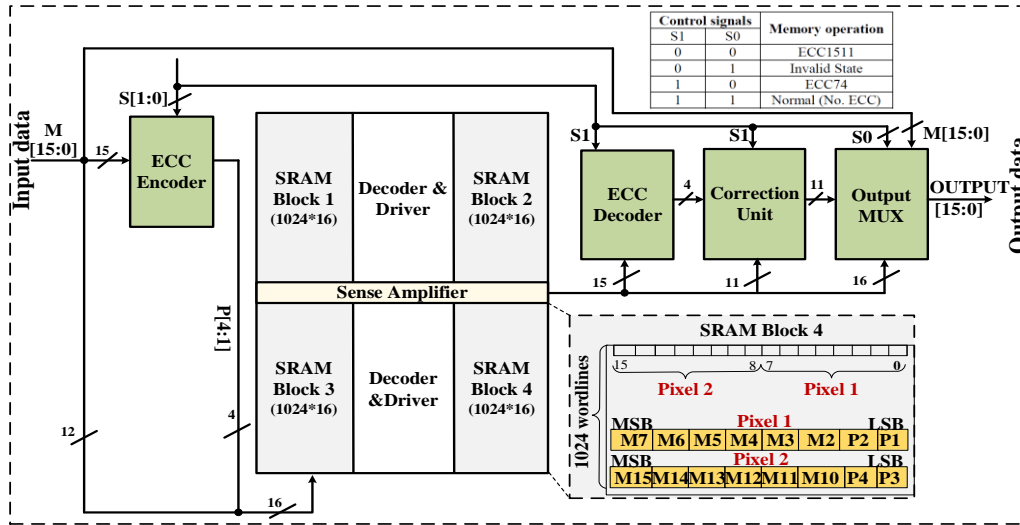 Control signals
Memory operation
S1 S0
0 0 ECC1511
0 1 Invalid State
1 0 ECC74
1 1 Normal (No. ECC)
Input data
M
[15:0]
15
S[1:0]
ECC
Encoder
P[4:1]
12
4
16
SRAM
Block 1
(1024*16)
Decoder &
Driver
SRAM
Block 2
(1024*16)
Sense Amplifier
SRAM
Block 3
(1024*16)
Decoder
&Driver
SRAM
Block 4
(1024*16)
S1
S1
S0
M[15:0]
ECC
Decoder
4
Correction
Unit
11
Output
MUX
OUTPUT
[15:0]
Output data
15
11
16
SRAM Block 4
1024 wordlines
15 8 7 0
Pixel 2 Pixel 1
MSB Pixel 1 LSB
M7 M6 M5 M4 M3 M2 P2 P1
MSB Pixel 2 LSB
M15 M14 M13 M12 M11 M10 P4 P3